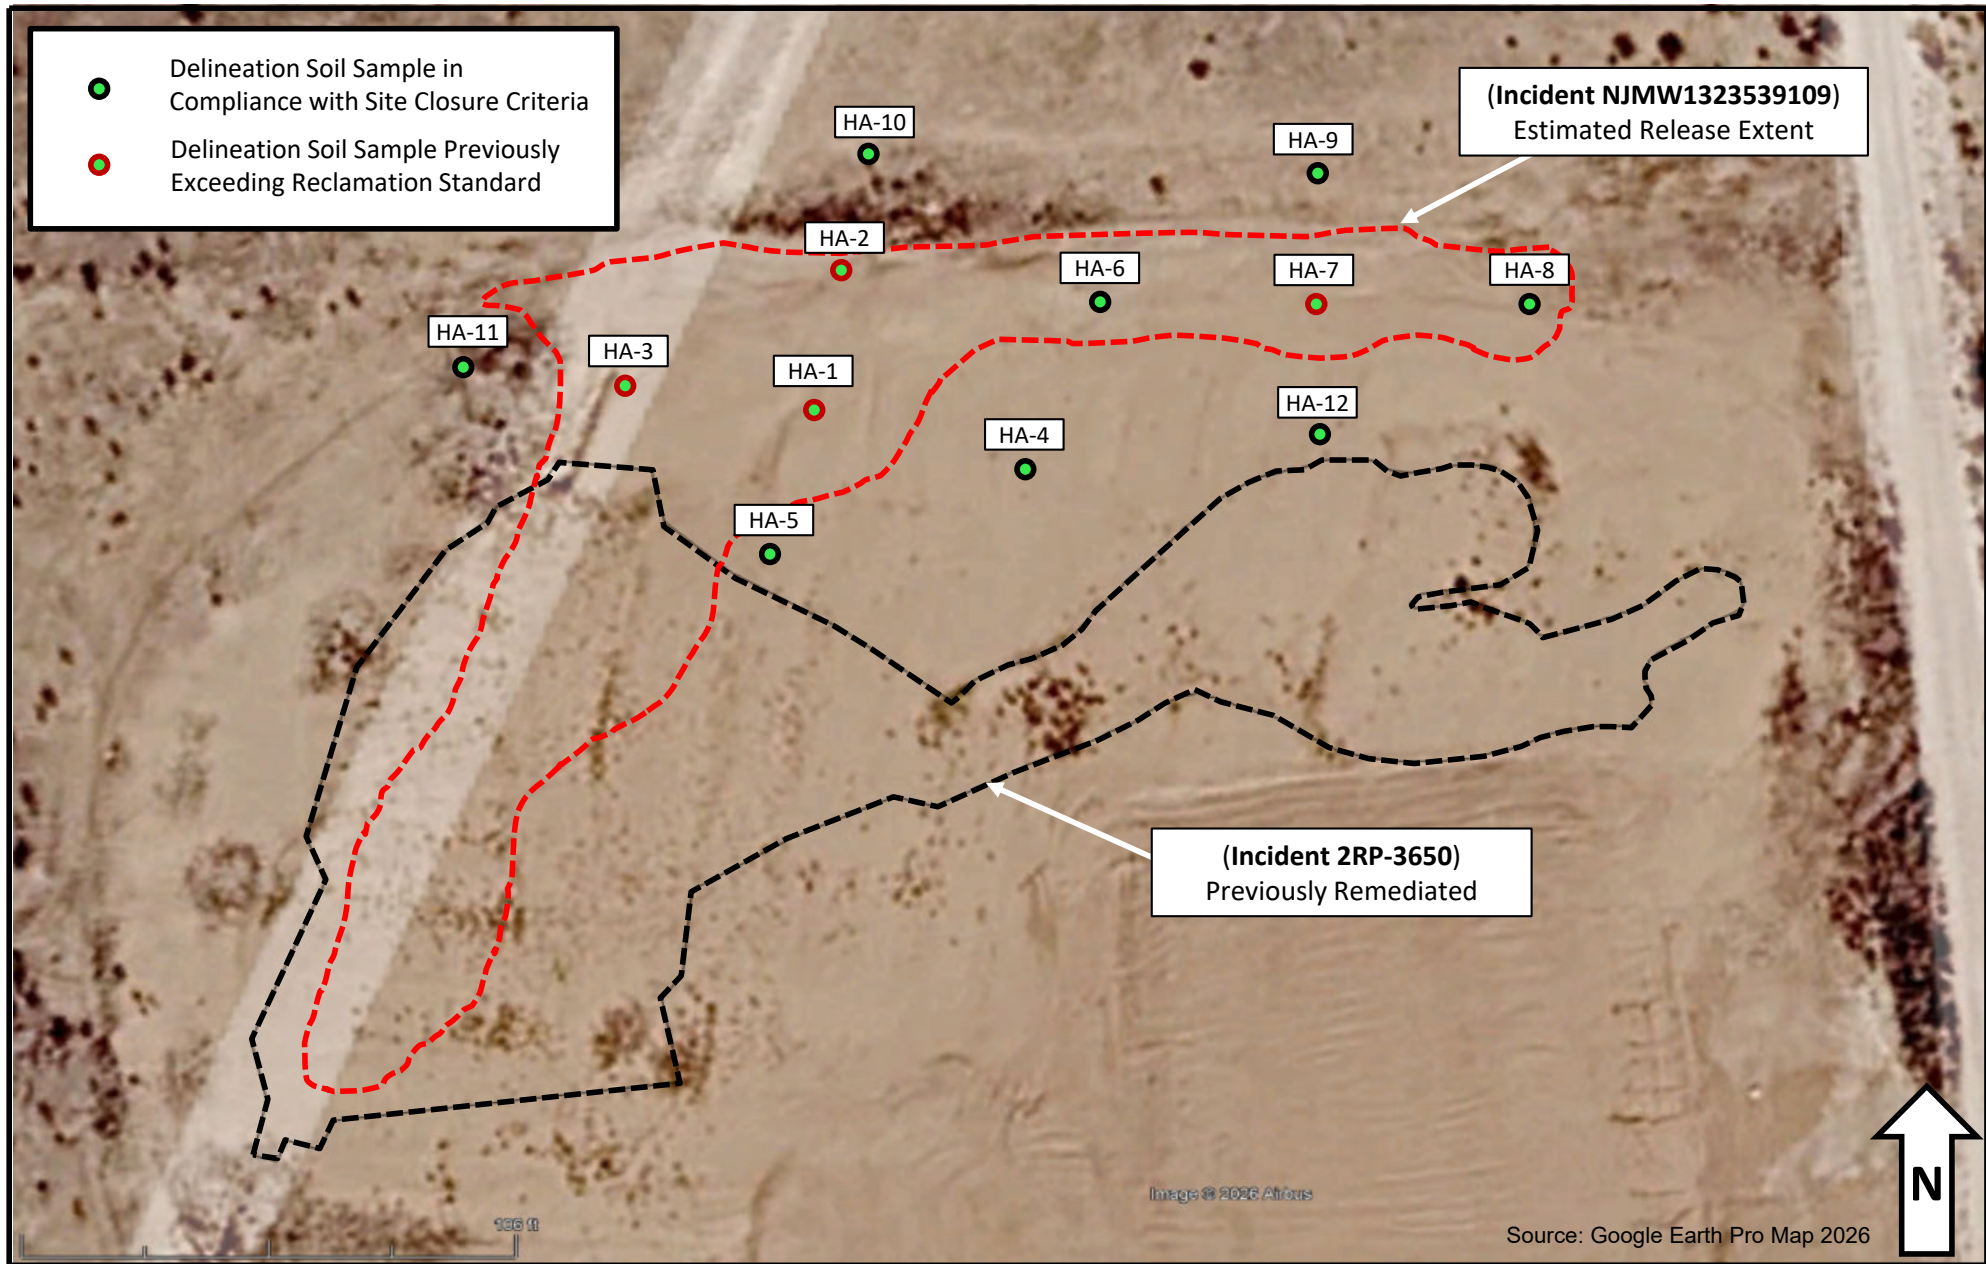 Delineation Soil Sample in
Compliance with Site Closure Criteria
Delineation Soil Sample Previously
Exceeding Reclamation Standard
(Incident NJMW1323539109)
Estimated Release Extent
HA-10
HA-9
HA-2
HA-6
HA-7
HA-8
HA-11
HA-3
HA-1
HA-12
HA-4
HA-5
(Incident 2RP-3650)
Previously Remediated
Image © 2026 Airbus
N
Source: Google Earth Pro Map 2026